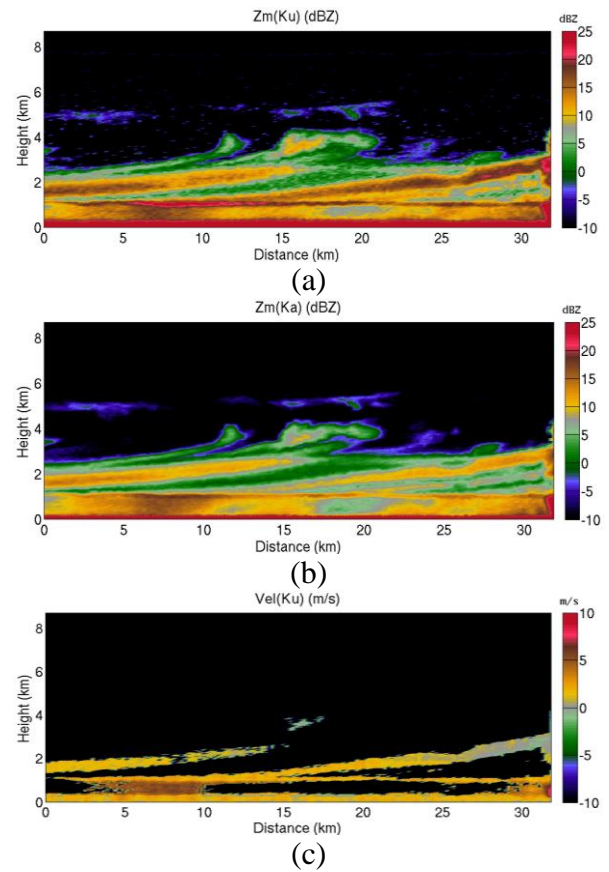 Zm(Ku) (dBZ)
dBZ
8
6
4
2
0
Height (km)
0 5 10 15 20 25 30
Distance (km)
25
20
15
10
5
0
-5
-10
(a)
Zm(Ka) (dBZ)
dBZ
8
6
4
2
0
Height (km)
0 5 10 15 20 25 30
Distance (km)
25
20
15
10
5
0
-5
-10
(b)
Vel(Ku) (m/s)
m/s
8
6
4
2
0
Height (km)
0 5 10 15 20 25 30
Distance (km)
10
5
0
-5
-10
(c)